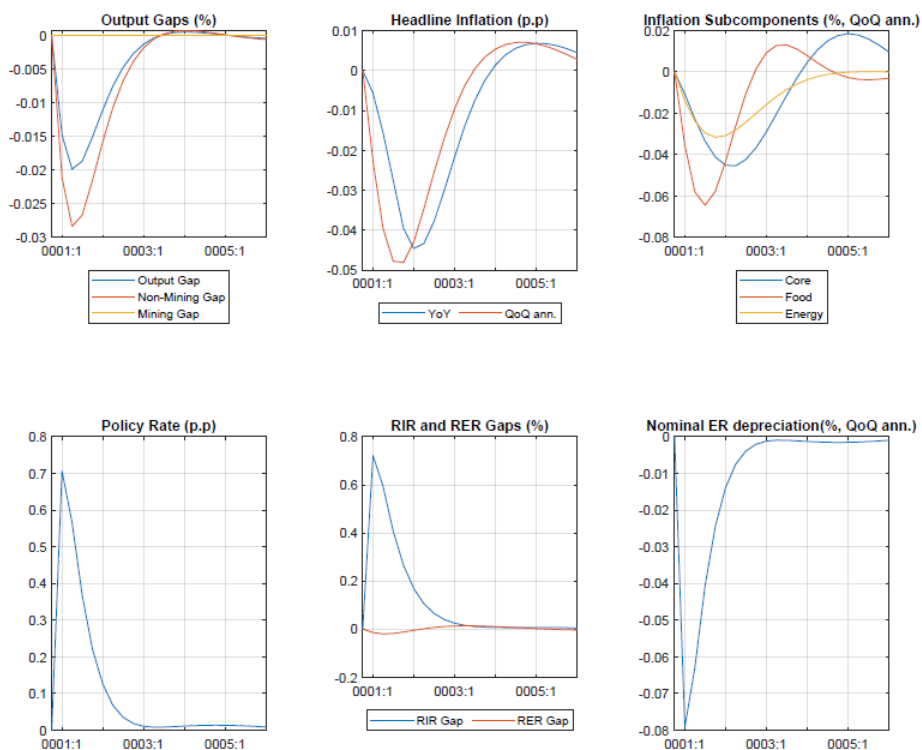 Output Gaps (%)
0
-0.005
-0.01
-0.015
-0.02
-0.025
-0.03
0001:1 0003:1 0005:1
Output Gap
Non-Mining Gap
Mining Gap
Headline Inflation (p.p)
0.01
0
-0.01
-0.02
-0.03
-0.04
-0.05
0001:1 0003:1 0005:1
YoY QoQ ann.
Inflation Subcomponents (%, QoQ ann.)
0.02
0
-0.02
-0.04
-0.06
-0.08
0001:1 0003:1 0005:1
Core
Food
Energy
Policy Rate (p.p)
0.8
0.7
0.6
0.5
0.4
0.3
0.2
0.1
0
0001:1 0003:1 0005:1
RIR and RER Gaps (%)
0.8
0.6
0.4
0.2
0
-0.2
0001:1 0003:1 0005:1
RIR Gap RER Gap
Nominal ER depreciation(%, QoQ ann.)
0
-0.01
-0.02
-0.03
-0.04
-0.05
-0.06
-0.07
-0.08
0001:1 0003:1 0005:1